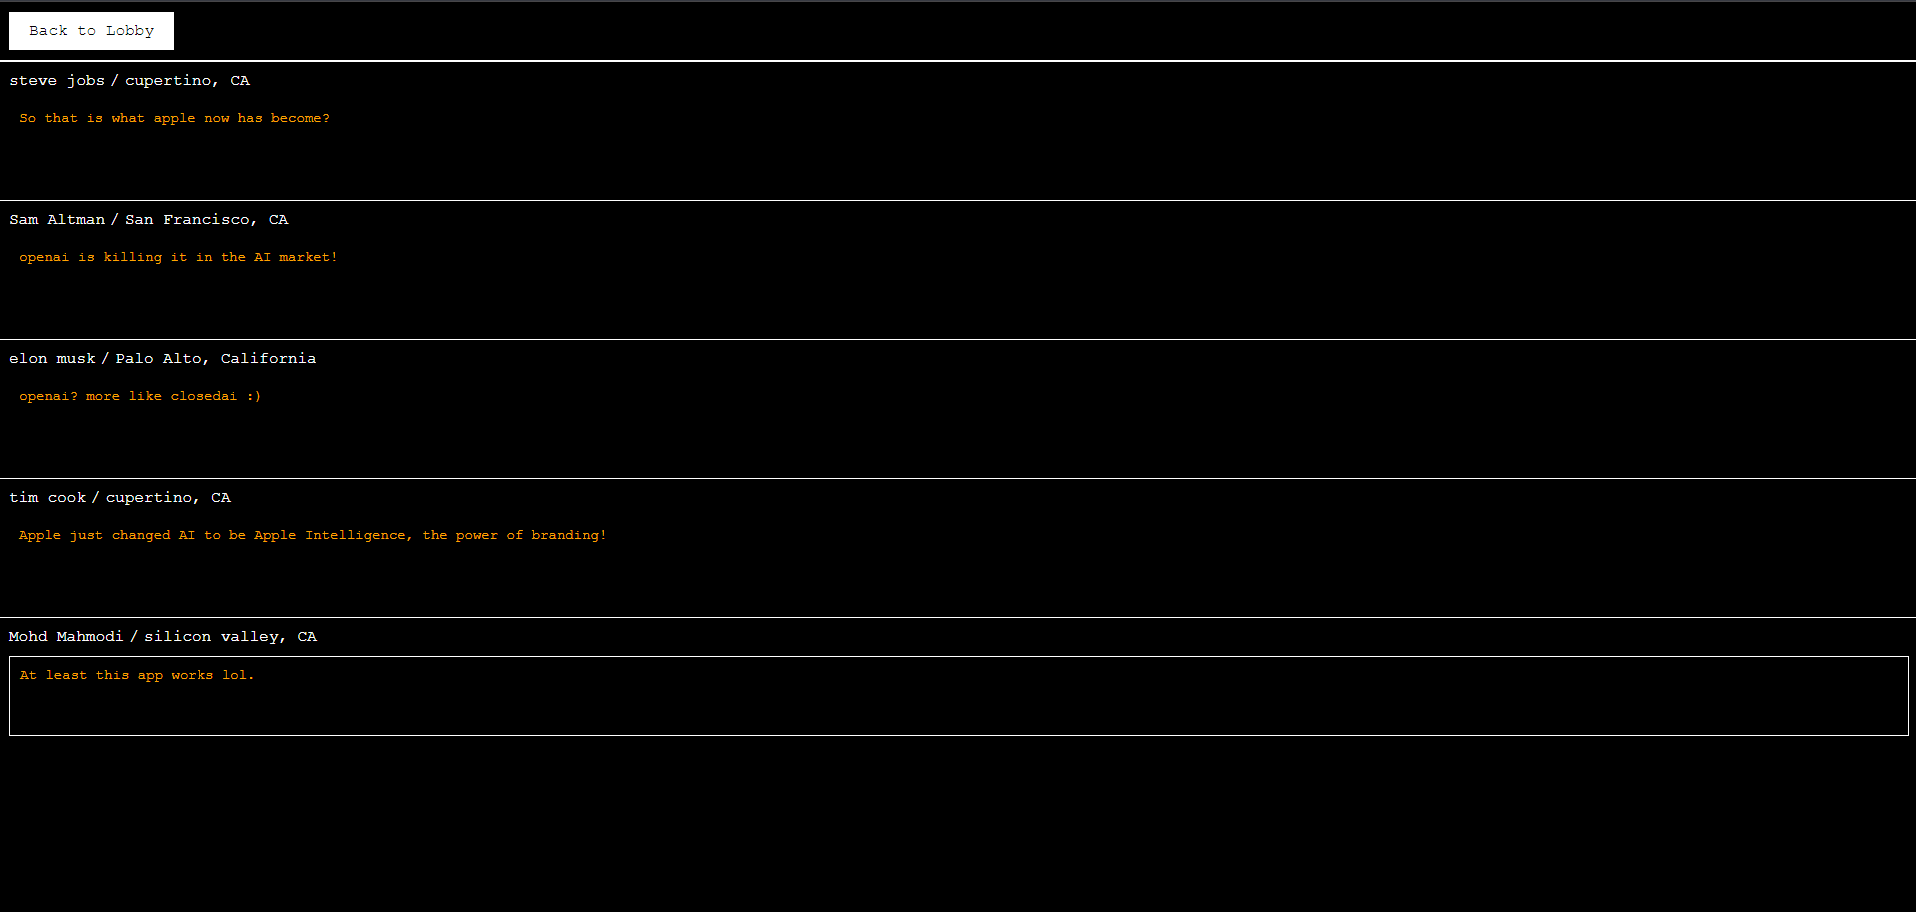 Back to Lobby
steve jobs / cupertino, CA
So that is what apple now has become?
Sam Altman / San Francisco, CA
openai is killing it in the AI market!
elon musk / Palo Alto, California
openai? more like closedai :)
tim cook / cupertino, CA
Apple just changed AI to be Apple Intelligence, the power of branding!
Mohd Mahmodi / silicon valley, CA
At least this app works lol.